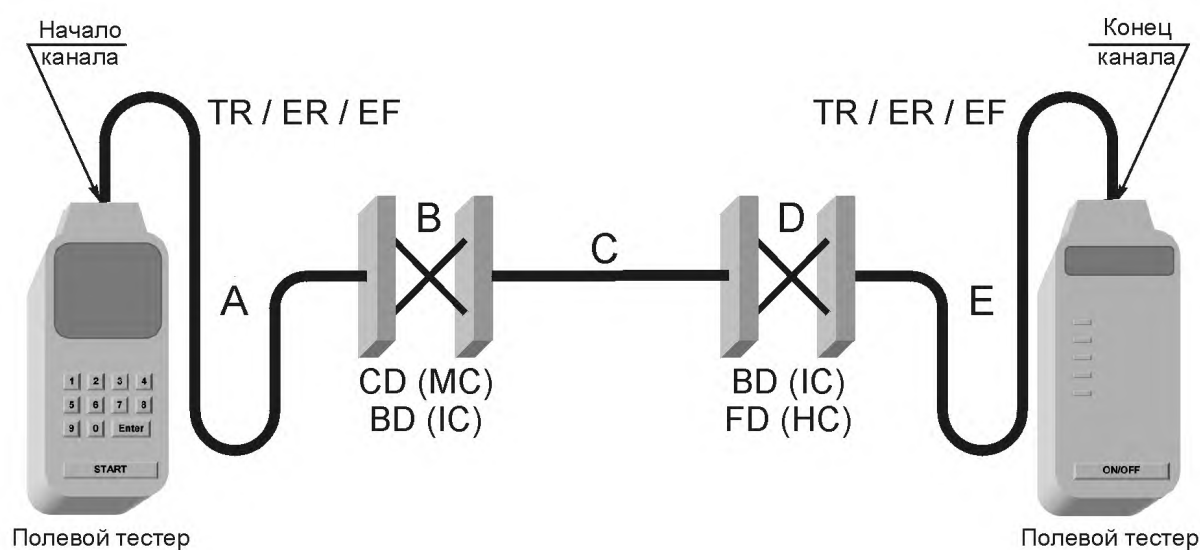 Начало
канала
TR / ER / EF
TR / ER / EF
Конец
канала
A
B
C
D
E
CD (MC)
BD (IC)
BD (IC)
FD (HC)
1 2 3 4
5 6 7 8
9 0 Enter
START
ON/OFF
Полевой тестер
Полевой тестер